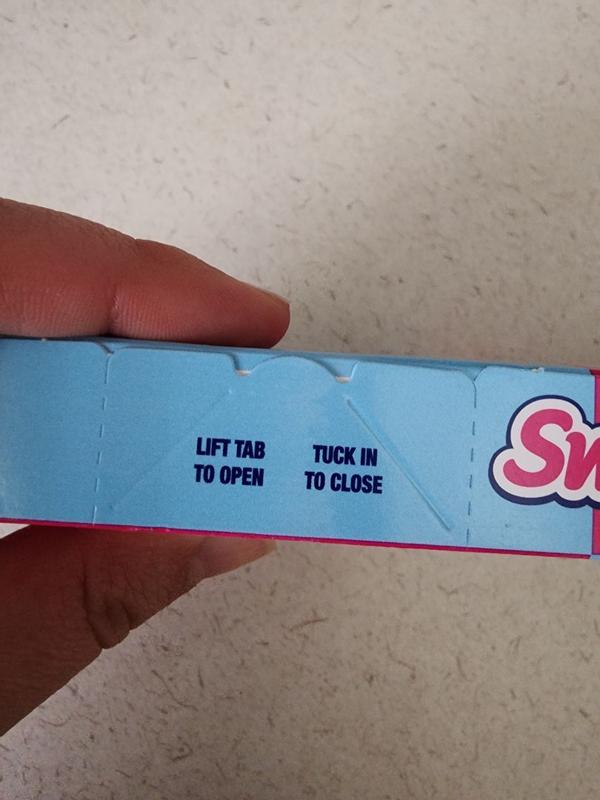 LIFT TAB
TO OPEN
TUCK IN
TO CLOSE